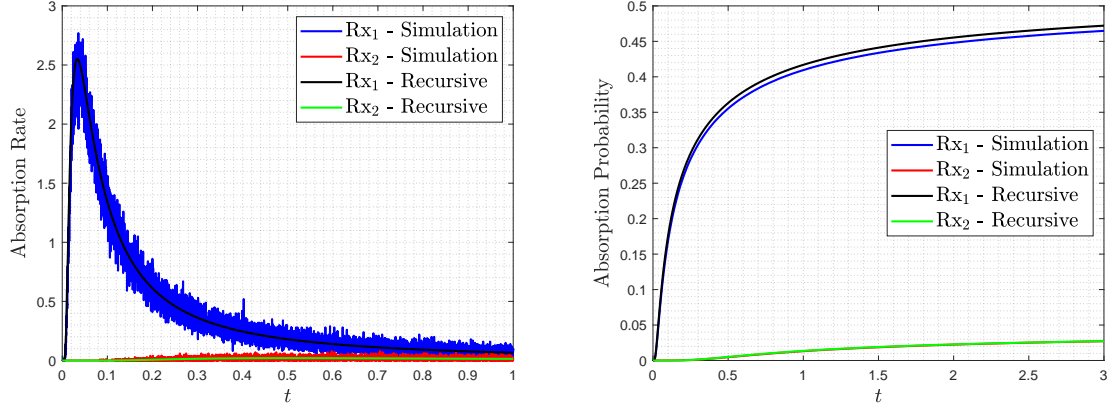 Absorption Rate
3
2.5
2
1.5
1
0.5
0
0 0.1 0.2 0.3 0.4 0.5 0.6 0.7 0.8 0.9 1
t
Rx1 - Simulation
Rx2 - Simulation
Rx1 - Recursive
Rx2 - Recursive
Absorption Probability
0.5
0.45
0.4
0.35
0.3
0.25
0.2
0.15
0.1
0.05
0
0 0.5 1 1.5 2 2.5 3
t
Rx1 - Simulation
Rx2 - Simulation
Rx1 - Recursive
Rx2 - Recursive